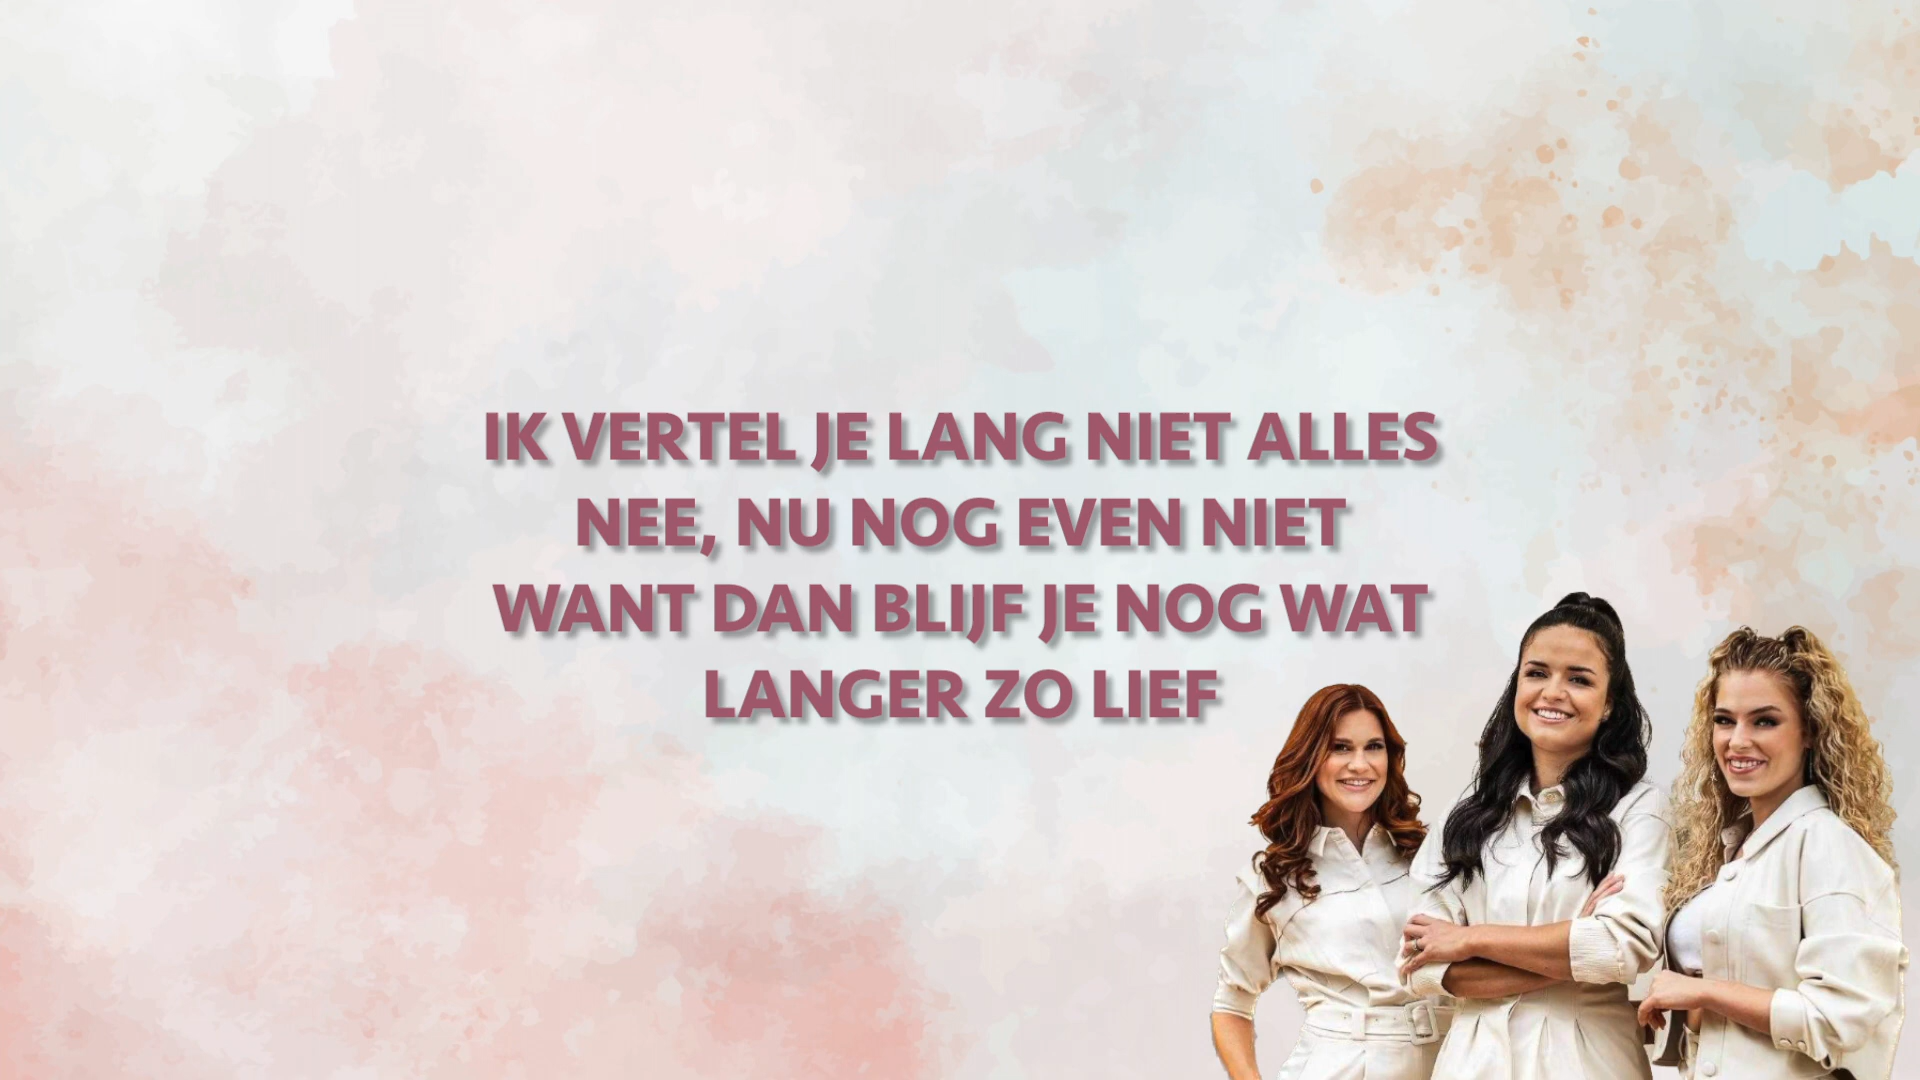 IK VERTEL JE LANG NIET ALLES
NEE, NU NOG EVEN NIET
WANT DAN BLIJF JE NOG WAT
LANGER ZO LIEF